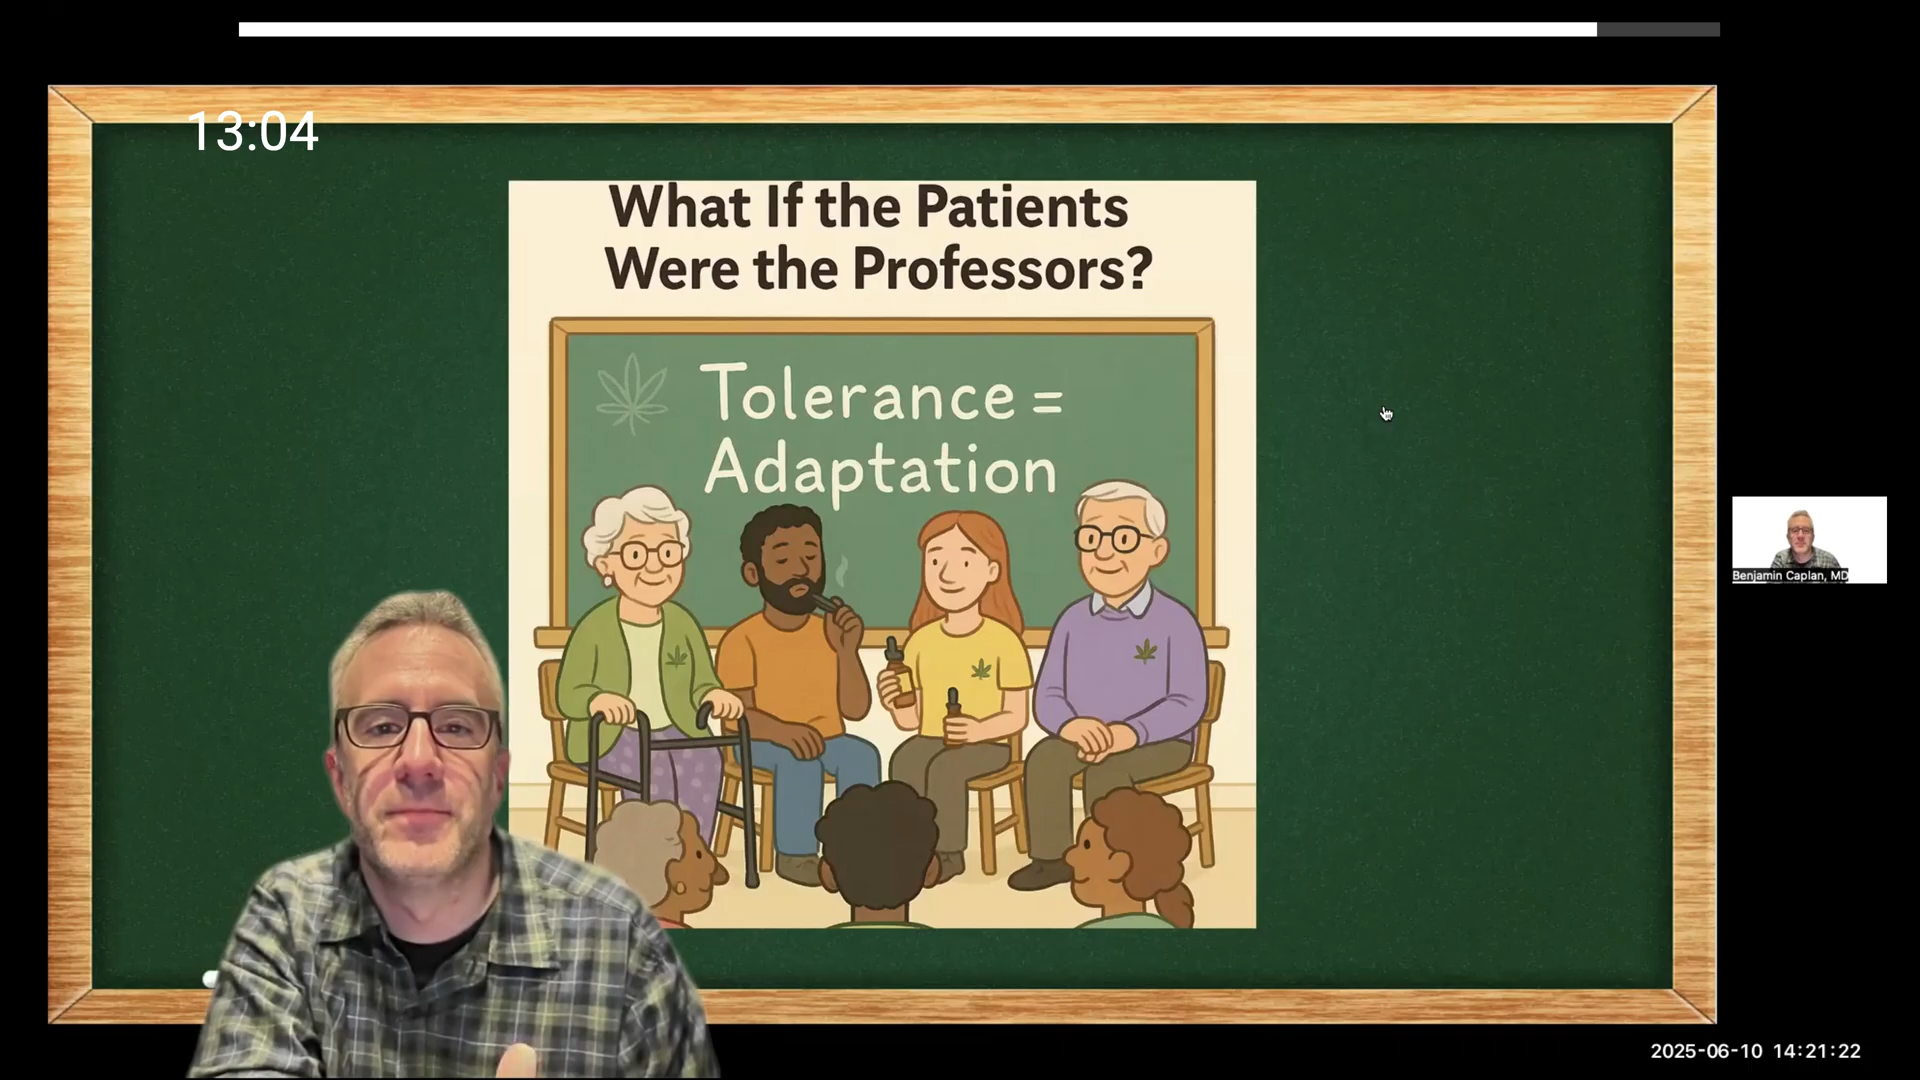 13:04
What If the Patients
Were the Professors?
Tolerance =
Adaptation
Benjamin Caplan, MD
2025-06-10 14:21:22